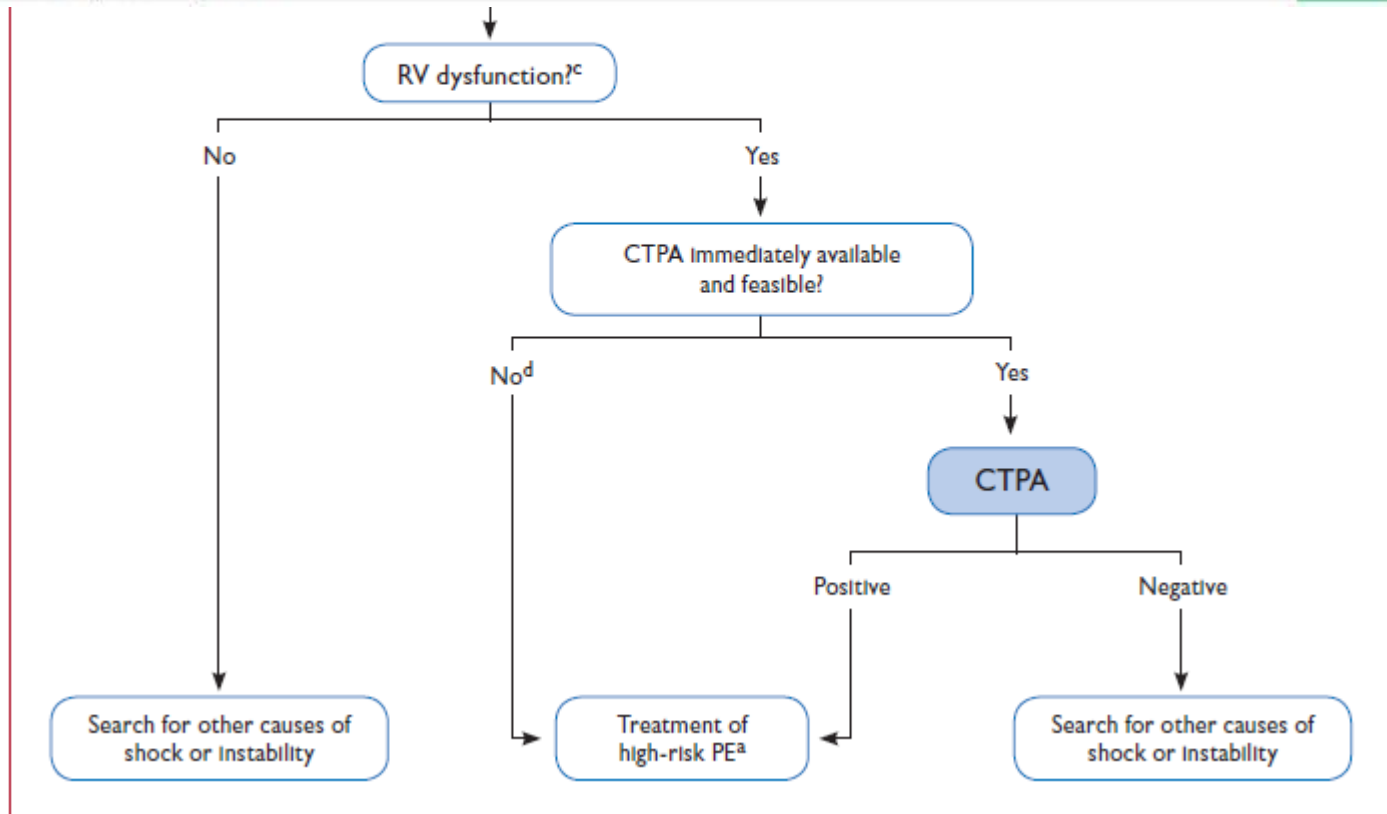 RV dysfunction?c
No
Yes
CTPA immediately available
and feasible?
Nod
Yes
CTPA
Positive
Negative
Search for other causes of
shock or instability
Treatment of
high-risk PEa
Search for other causes of
shock or instability